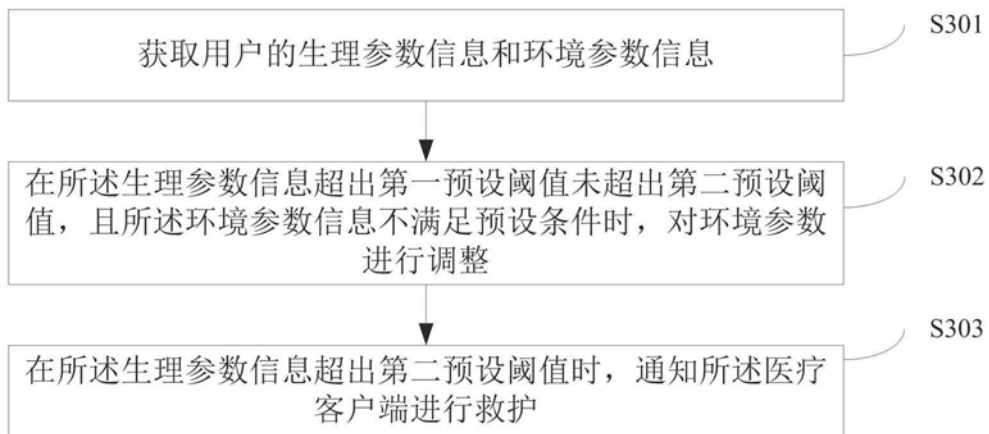 获取用户的生理参数信息和环境参数信息
S301
在所述生理参数信息超出第一预设阈值未超出第二预设阈
值，且所述环境参数信息不满足预设条件时，对环境参数
进行调整
S302
在所述生理参数信息超出第二预设阈值时，通知所述医疗
客户端进行救护
S303